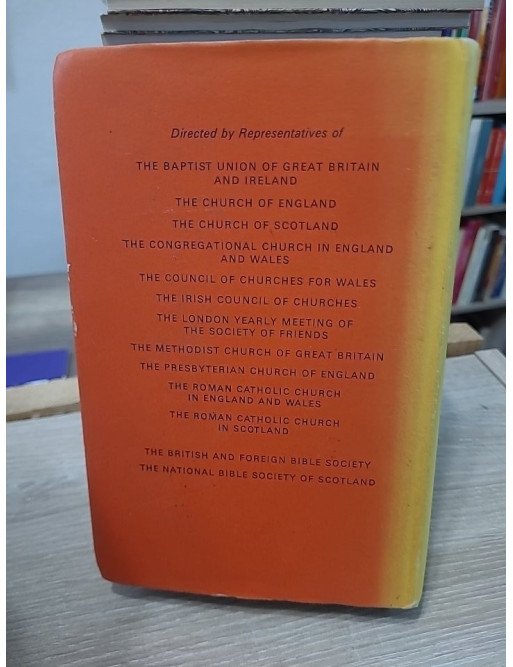 Directed by Representatives of
THE BAPTIST UNION OF GREAT BRITAIN
AND IRELAND
THE CHURCH OF ENGLAND
THE CHURCH OF SCOTLAND
THE CONGREGATIONAL CHURCH IN ENGLAND
AND WALES
THE COUNCIL OF CHURCHES FOR WALES
THE IRISH COUNCIL OF CHURCHES
THE LONDON YEARLY MEETING OF
THE SOCIETY OF FRIENDS
THE METHODIST CHURCH OF GREAT BRITAIN
THE PRESBYTERIAN CHURCH OF ENGLAND
THE ROMAN CATHOLIC CHURCH
IN ENGLAND AND WALES
THE ROMAN CATHOLIC CHURCH
IN SCOTLAND
THE BRITISH AND FOREIGN BIBLE SOCIETY
THE NATIONAL BIBLE SOCIETY OF SCOTLAND